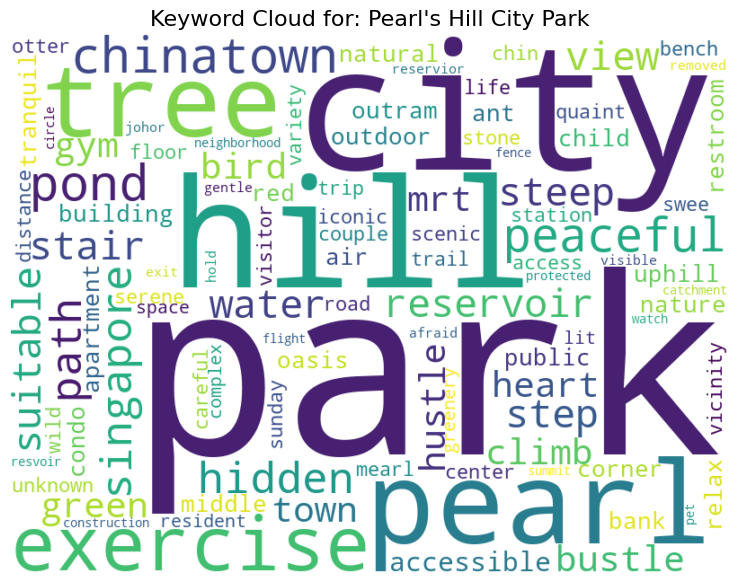 Keyword Cloud for: Pearl's Hill City Park
otter
chinatown
natural
chin
view
bench
removed
reservior
tree
city
life
tranquil
circle
johor
neighborhood
variety
outram
ant
quaint
outdoor
stone
child
fence
restroom
gym
floor
bird
pond
hill
gentle
red
trip
mrt
steep
swee
building
distance
iconic
couple
scenic
station
peaceful
stair
visitor
air
trail
access
visible
protected
hold
exit
uphill
catchment
suitable
apartment
singapore
serene
space
water
road
reservoir
nature
path
park
flight
afraid
lit
watch
oasis
public
vicinity
careful
complex
sunday
hustle
greenery
heart
step
wild
condo
climb
resvoir
unknown
hidden
mearl
center
summit
corner
relax
green
middle
town
pearl
bank
pet
construction
resident
exercise
accessible
bustle